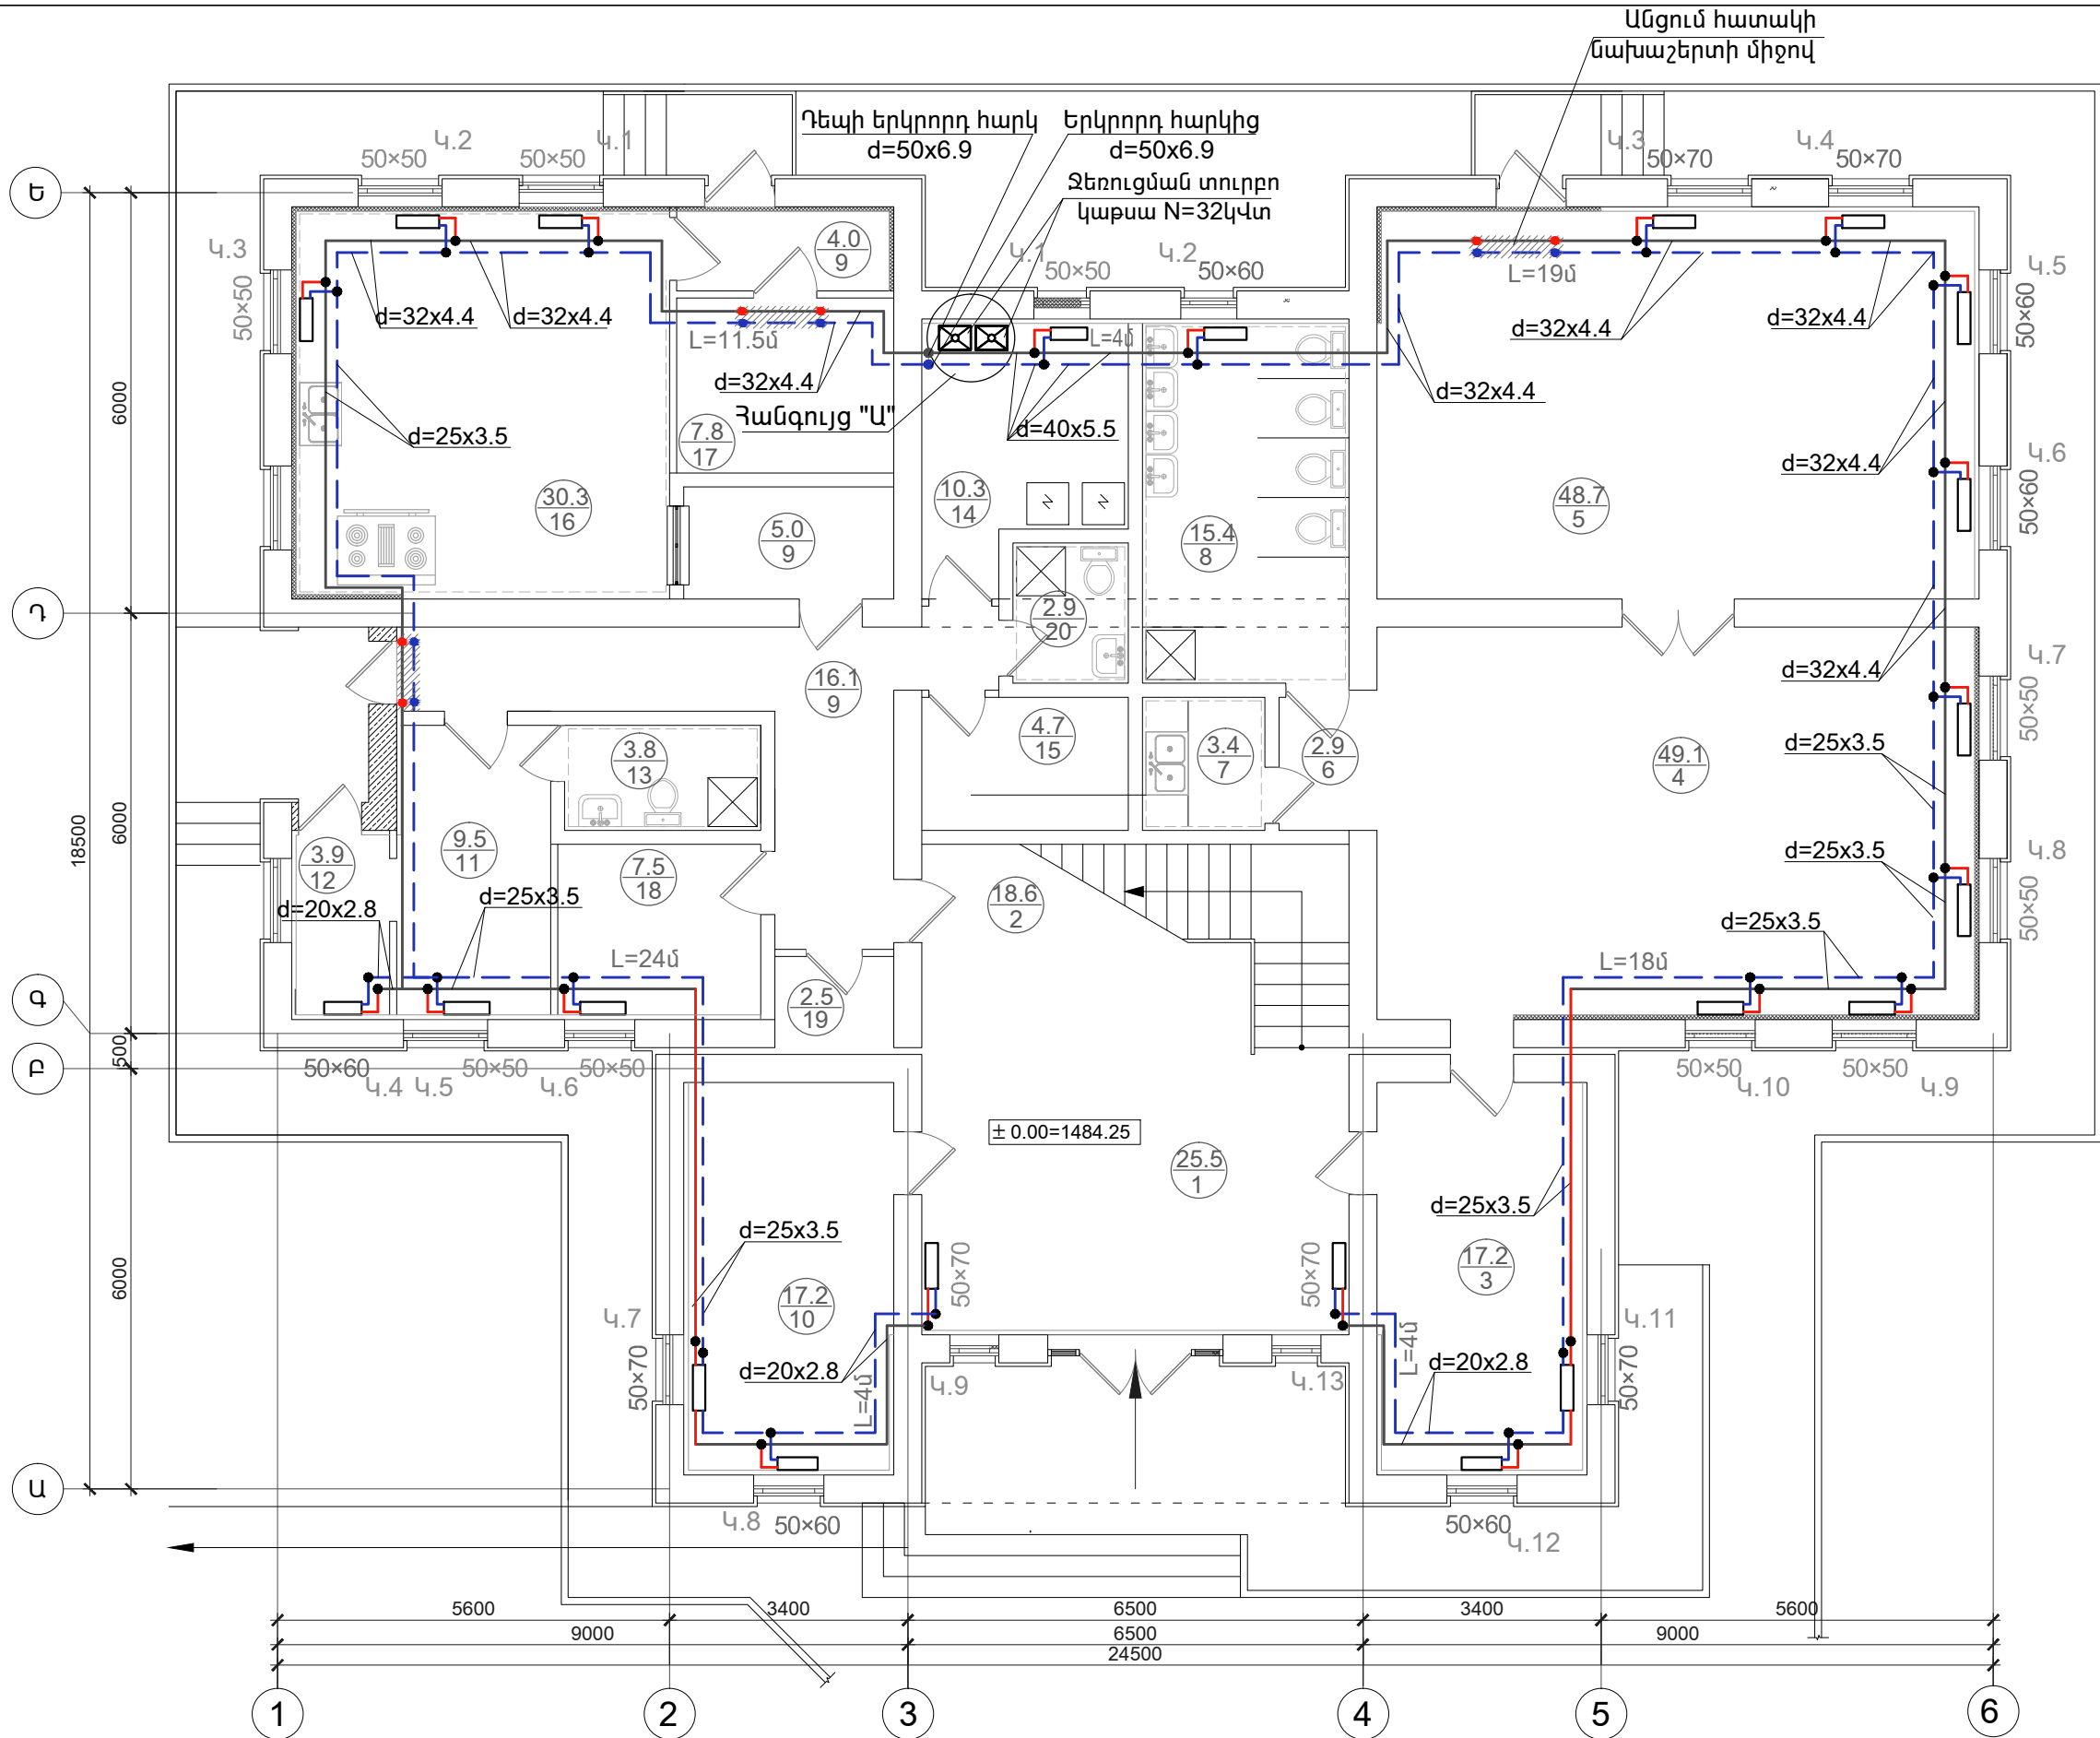 Անցում հատակի
նախաշերտի միջով
Դեպի երկրորդ հարկ
d=50x6.9
Երկրորդ հարկից
d=50x6.9
Ջեռուցման տուրբո
կաթսա N=32կՎտ
Կ.2
Կ.1
50×50
50×50
Կ.3
Կ.4
50×70
50×70
Ե
Կ.3
50×50
4.0
9
Կ.1
Կ.2
50×50
50×60
L=19մ
Կ.5
50×60
d=32x4.4
d=32x4.4
L=11.5մ
L=4մ
d=32x4.4
d=32x4.4
d=32x4.4
d=32x4.4
Հանգույց "Ա"
d=25x3.5
7.8
17
d=40x5.5
6000
Կ.6
50×60
d=32x4.4
30.3
16
10.3
14
48.7
5
5.0
9
15.4
8
Դ
2.9
20
d=32x4.4
Կ.7
50×50
16.1
9
4.7
15
3.4
7
2.9
6
49.1
4
d=25x3.5
3.8
13
18500
6000
3.9
12
9.5
11
7.5
18
d=25x3.5
Կ.8
50×50
d=20x2.8
d=25x3.5
18.6
2
d=25x3.5
L=24մ
L=18մ
Գ
2.5
19
500
Բ
50×60
Կ.4
Կ.5
50×50
Կ.6
50×50
50×50
Կ.10
50×50
Կ.9
± 0.00=1484.25
25.5
1
d=25x3.5
d=25x3.5
6000
17.2
10
50×70
50×70
17.2
3
Կ.7
50×70
Կ.11
50×70
d=20x2.8
L=4մ
L=4մ
d=20x2.8
Կ.9
Կ.13
Ա
Կ.8
50×60
50×60
Կ.12
5600
3400
6500
3400
5600
9000
6500
9000
24500
1
2
3
4
5
6